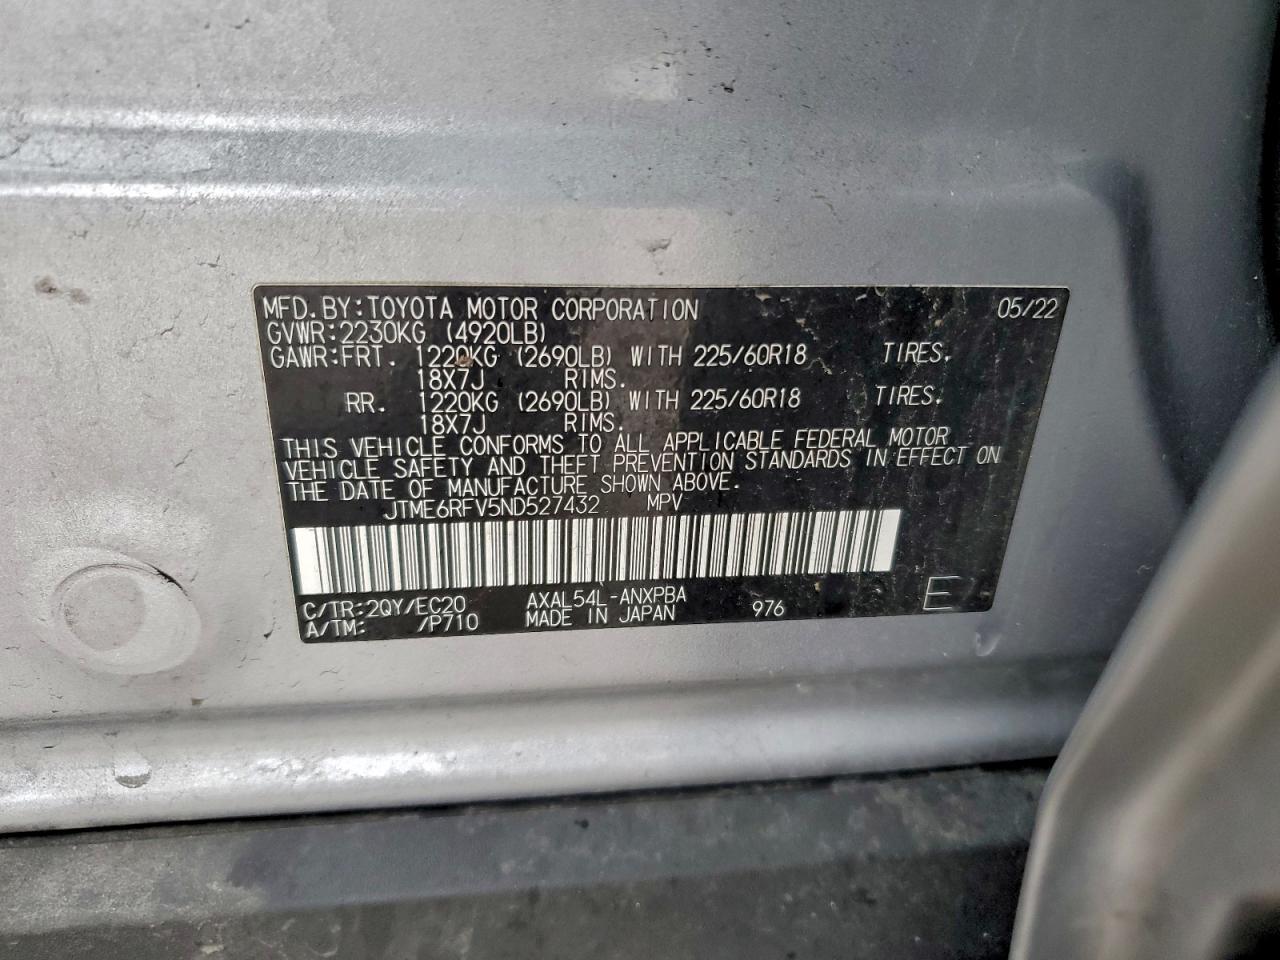 MFD.BY:TOYOTA MOTOR CORPORATION 05/22
GVWR:2230KG (4920LB)
GAWR:FRT. 1220KG (2690LB) WITH 225/60R18 TIRES.
18X7J RIMS.
RR. 1220KG (2690LB) WITH 225/60R18 TIRES.
18X7J RIMS.
THIS VEHICLE CONFORMS TO ALL APPLICABLE FEDERAL MOTOR
VEHICLE SAFETY AND THEFT PREVENTION STANDARDS IN EFFECT ON
THE DATE OF MANUFACTURE SHOWN ABOVE.
JTME6RFV5ND527432 MPV
C/TR:2QY/EC20 AXAL54L-ANXPBA 976 E
A/TM: /P710 MADE IN JAPAN